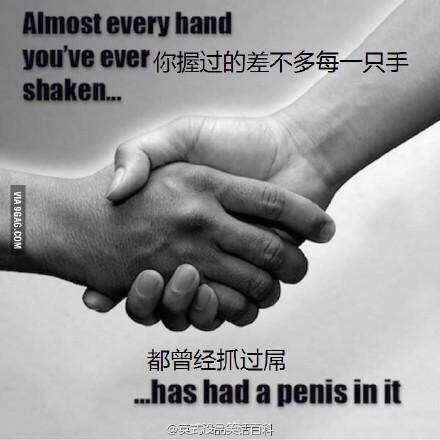 Almost every hand
you've ever 你握过的差不多每一只手
shaken...
VIA 9GAG.COM
都曾经抓过屌
...has had a penis in it
@英式没品笑话百科